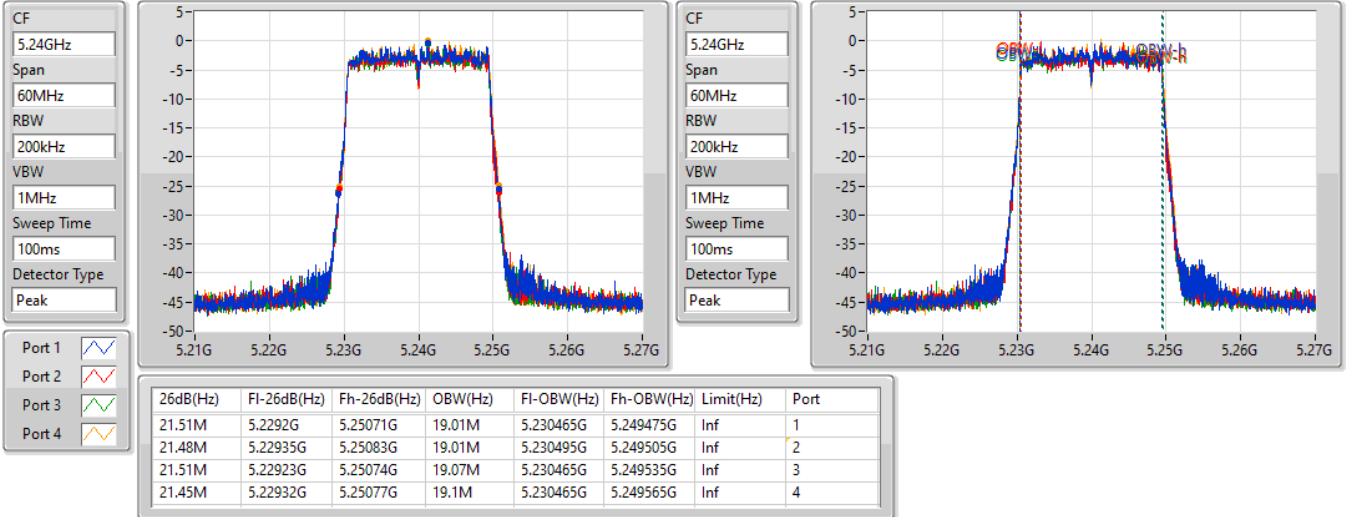 CF
5.24GHz
Span
60MHz
RBW
200kHz
VBW
1MHz
Sweep Time
100ms
Detector Type
Peak
5
0
-5
-10
-15
-20
-25
-30
-35
-40
-45
-50
5.21G 5.22G 5.23G 5.24G 5.25G 5.26G 5.27G
CF
5.24GHz
Span
60MHz
RBW
200kHz
VBW
1MHz
Sweep Time
100ms
Detector Type
Peak
5
0
-5
-10
-15
-20
-25
-30
-35
-40
-45
-50
OBW-h
5.21G 5.22G 5.23G 5.24G 5.25G 5.26G 5.27G
Port 1
Port 2
Port 3
Port 4
26dB(Hz) Fl-26dB(Hz) Fh-26dB(Hz) OBW(Hz) Fl-OBW(Hz) Fh-OBW(Hz) Limit(Hz) Port
21.51M 5.2292G 5.25071G 19.01M 5.230465G 5.249475G Inf 1
21.48M 5.22935G 5.25083G 19.01M 5.230495G 5.249505G Inf 2
21.51M 5.22923G 5.25074G 19.07M 5.230465G 5.249535G Inf 3
21.45M 5.22932G 5.25077G 19.1M 5.230465G 5.249565G Inf 4